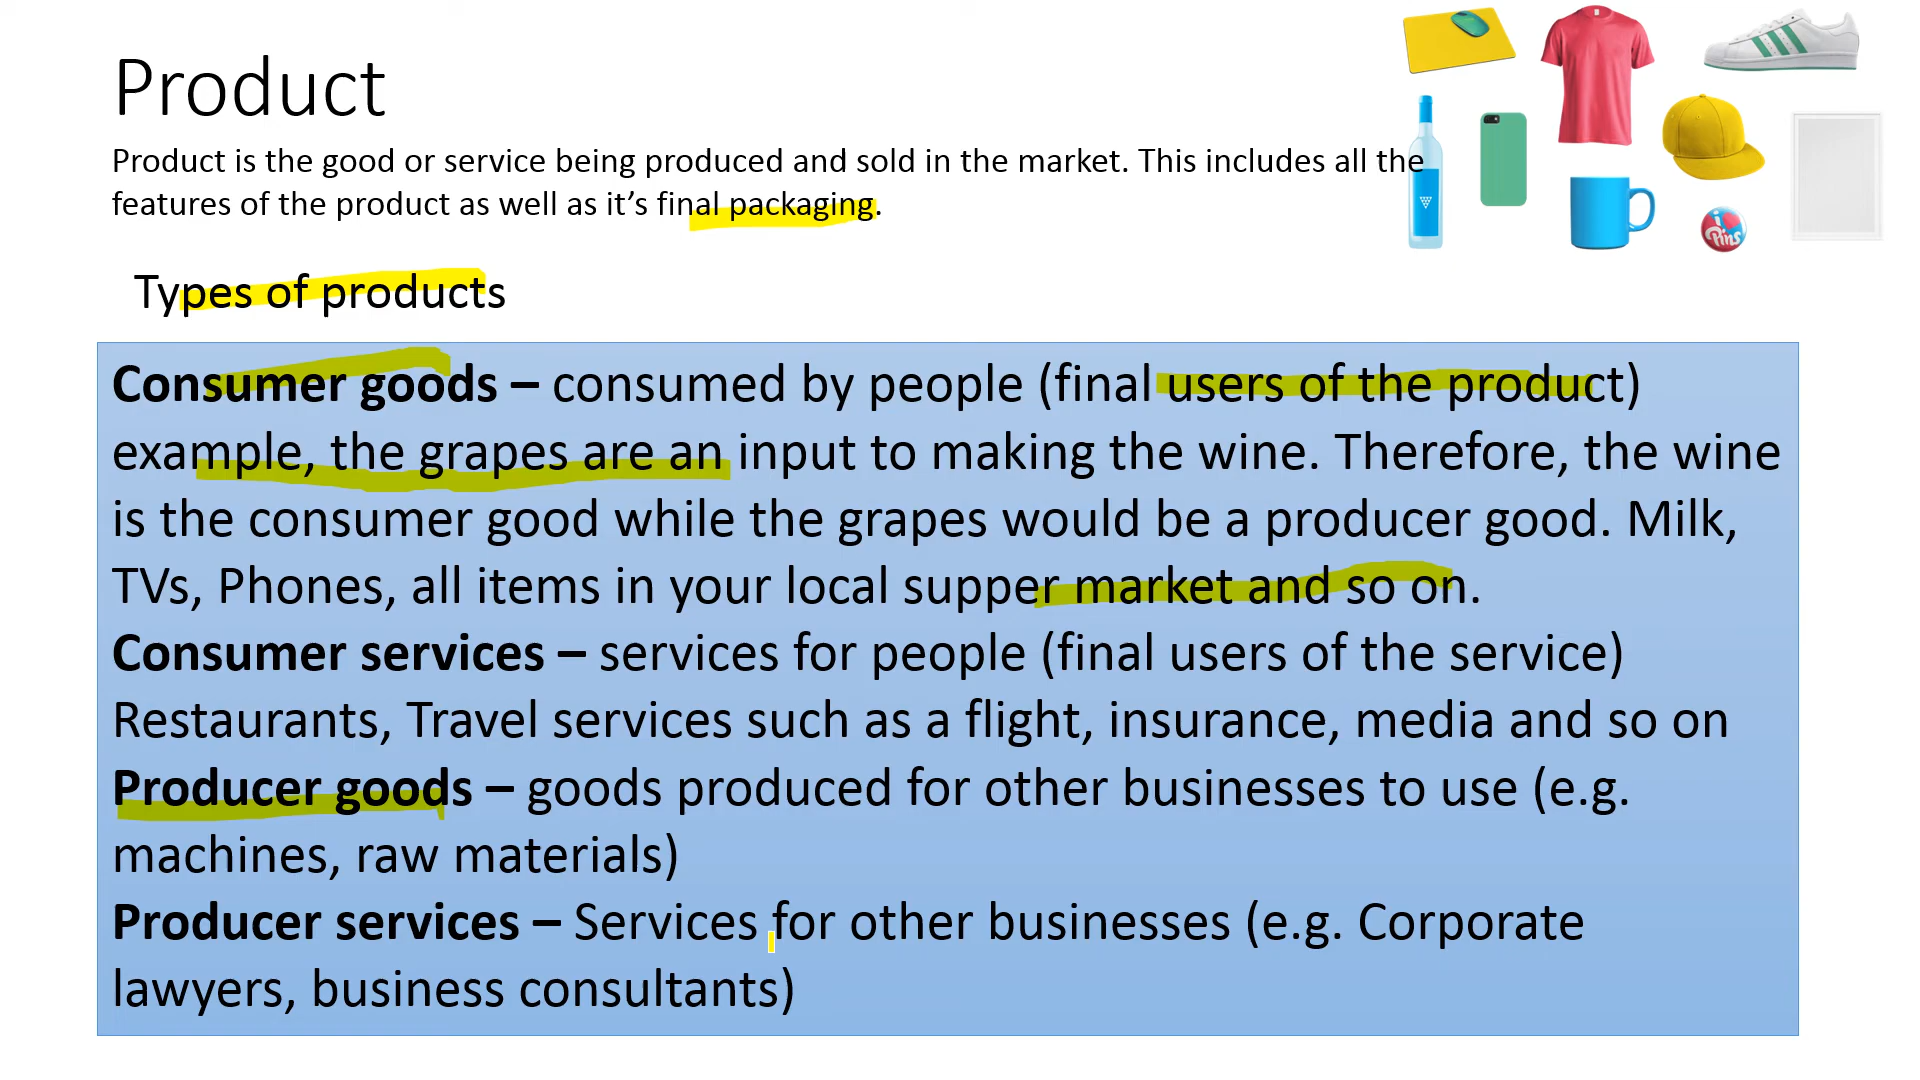 Product
Product is the good or service being produced and sold in the market. This includes all the
features of the product as well as it’s final packaging.
i
Pins
Types of products
Consumer goods – consumed by people (final users of the product)
example, the grapes are an input to making the wine. Therefore, the wine
is the consumer good while the grapes would be a producer good. Milk,
TVs, Phones, all items in your local supper market and so on.
Consumer services – services for people (final users of the service)
Restaurants, Travel services such as a flight, insurance, media and so on
Producer goods – goods produced for other businesses to use (e.g.
machines, raw materials)
Producer services – Services for other businesses (e.g. Corporate
lawyers, business consultants)